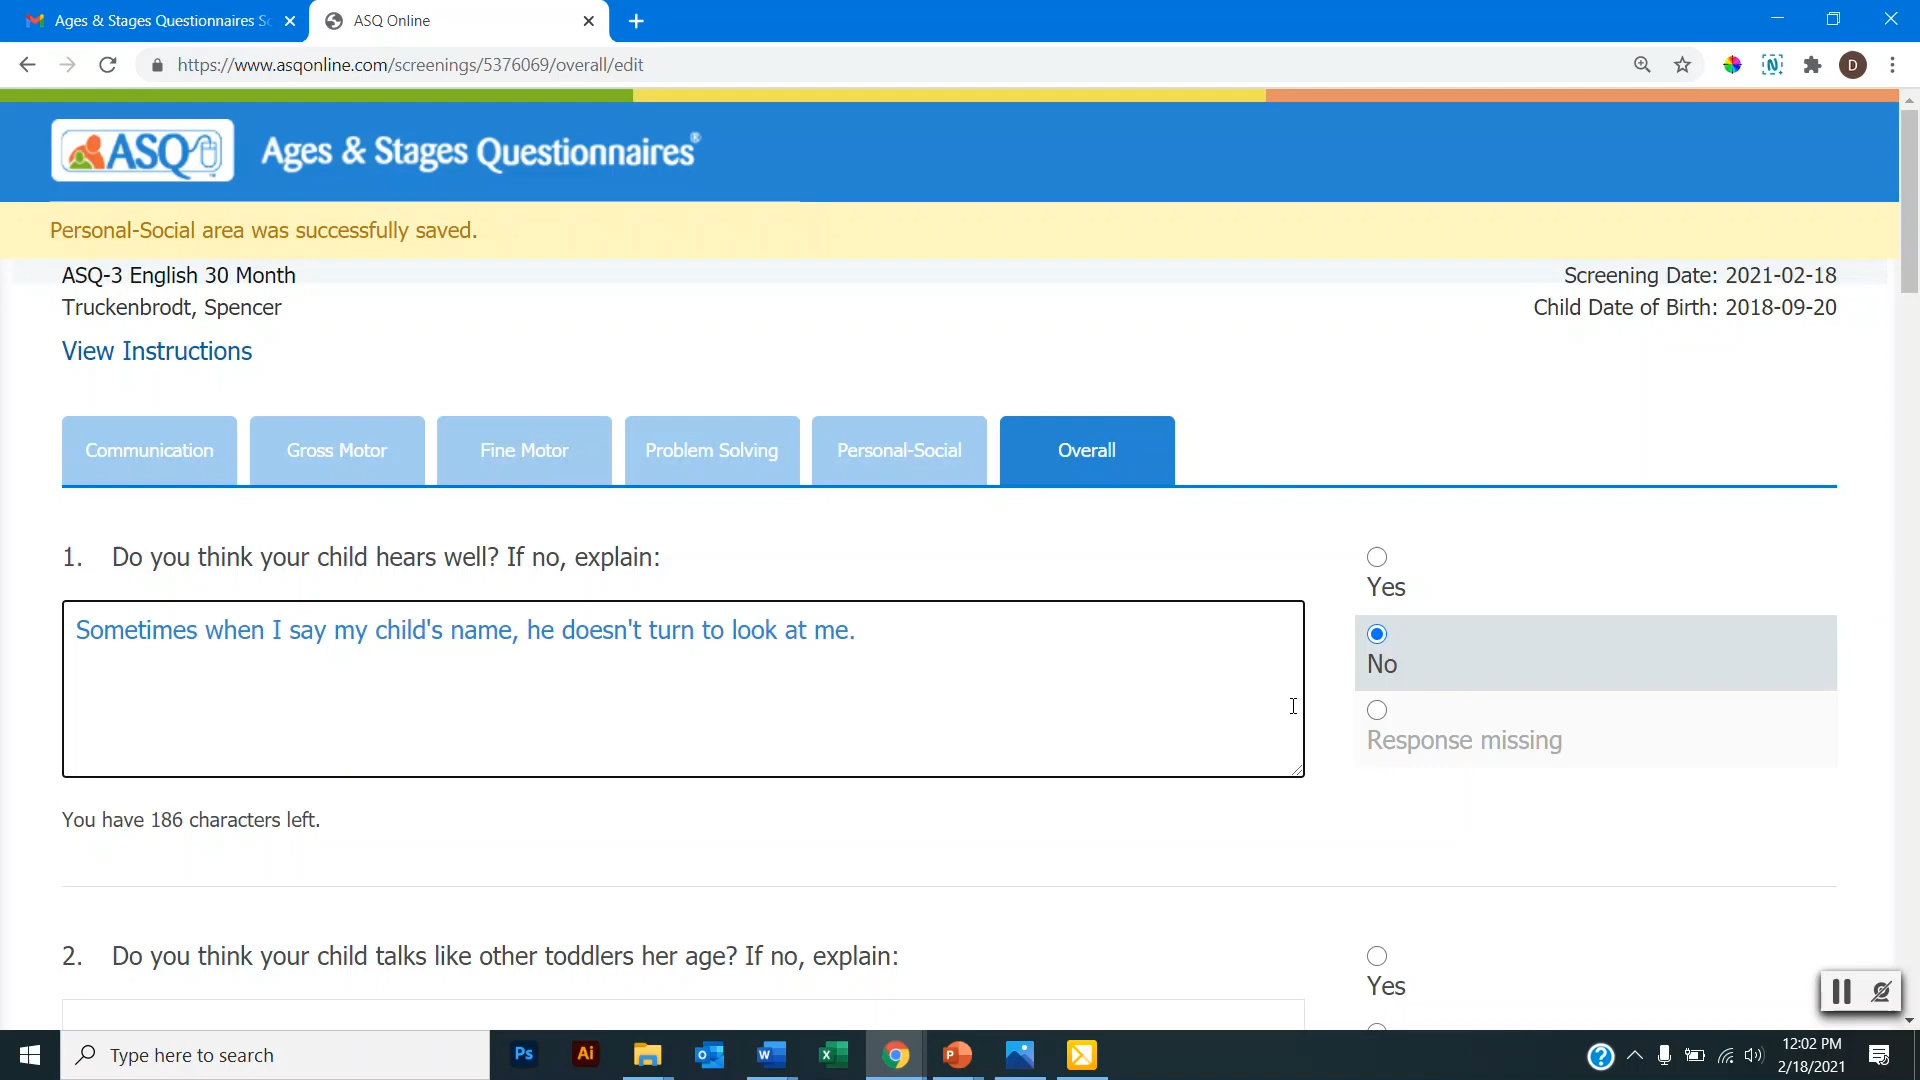 Ages & Stages Questionnaires Sc
ASQ Online
https://www.asqonline.com/screenings/5376069/overall/edit
D
ASQ
Ages & Stages Questionnaires®
Personal-Social area was successfully saved.
ASQ-3 English 30 Month
Screening Date: 2021-02-18
Truckenbrodt, Spencer
Child Date of Birth: 2018-09-20
View Instructions
Communication
Gross Motor
Fine Motor
Problem Solving
Personal-Social
Overall
1. Do you think your child hears well? If no, explain:
Yes
Sometimes when I say my child's name, he doesn't turn to look at me.
No
Response missing
You have 186 characters left.
2. Do you think your child talks like other toddlers her age? If no, explain:
Yes
Type here to search
Ps
Ai
12:02 PM
2/18/2021